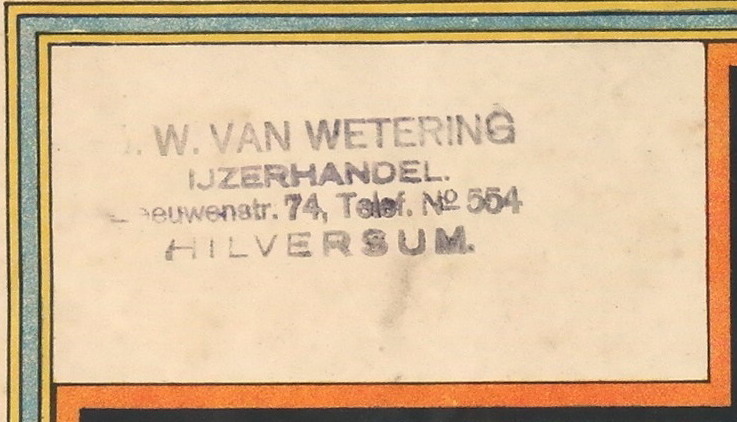 W. VAN WETERING
IJZERHANDEL.
74, Telef. Nº 554
HILVERSUM.